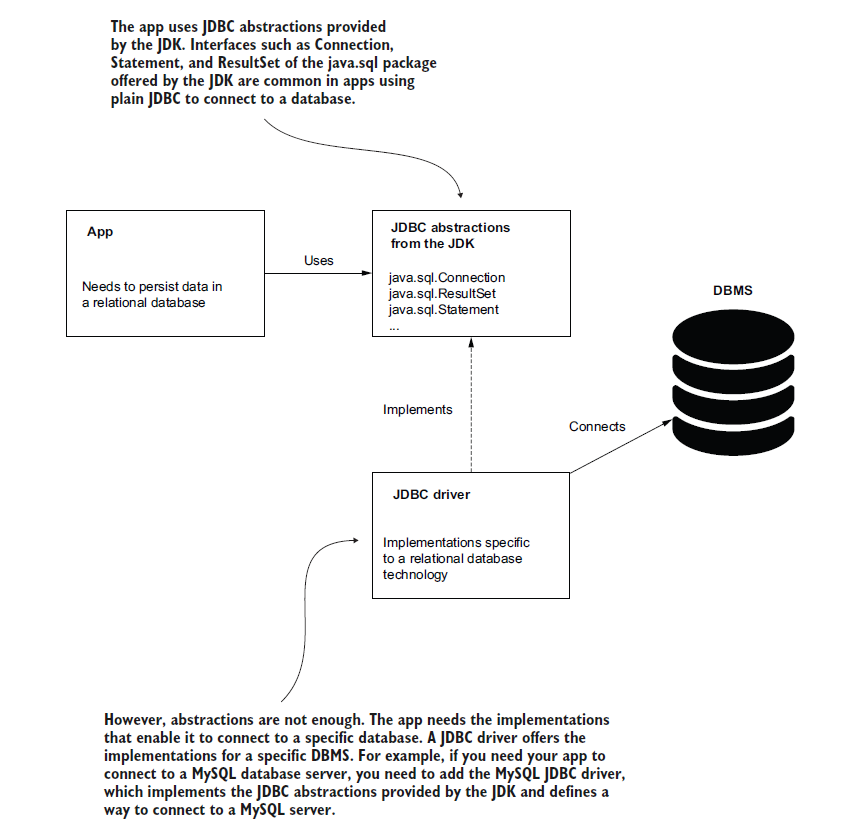 The app uses JDBC abstractions provided
by the JDK. Interfaces such as Connection,
Statement, and ResultSet of the java.sql package
offered by the JDK are common in apps using
plain JDBC to connect to a database.
App
Needs to persist data in
a relational database
Uses
JDBC abstractions
from the JDK
java.sql.Connection
java.sql.ResultSet
java.sql.Statement
...
DBMS
Implements
Connects
JDBC driver
Implementations specific
to a relational database
technology
However, abstractions are not enough. The app needs the implementations
that enable it to connect to a specific database. A JDBC driver offers the
implementations for a specific DBMS. For example, if you need your app to
connect to a MySQL database server, you need to add the MySQL JDBC driver,
which implements the JDBC abstractions provided by the JDK and defines a
way to connect to a MySQL server.